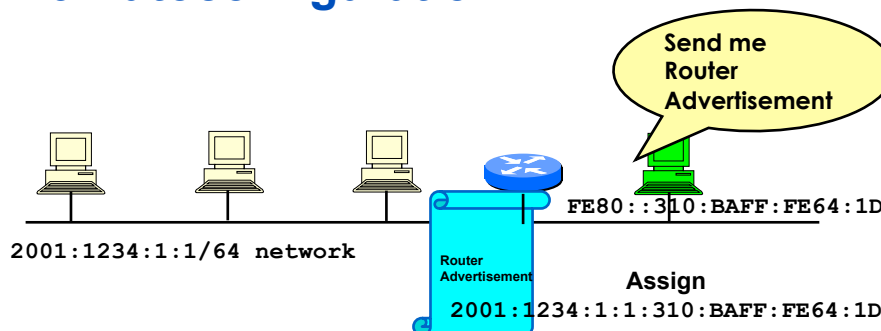 Send me
Router
Advertisement
FE80::310:BAFF:FE64:1D
2001:1234:1:1/64 network
Router
Advertisement
Assign
2001:1234:1:1:310:BAFF:FE64:1D